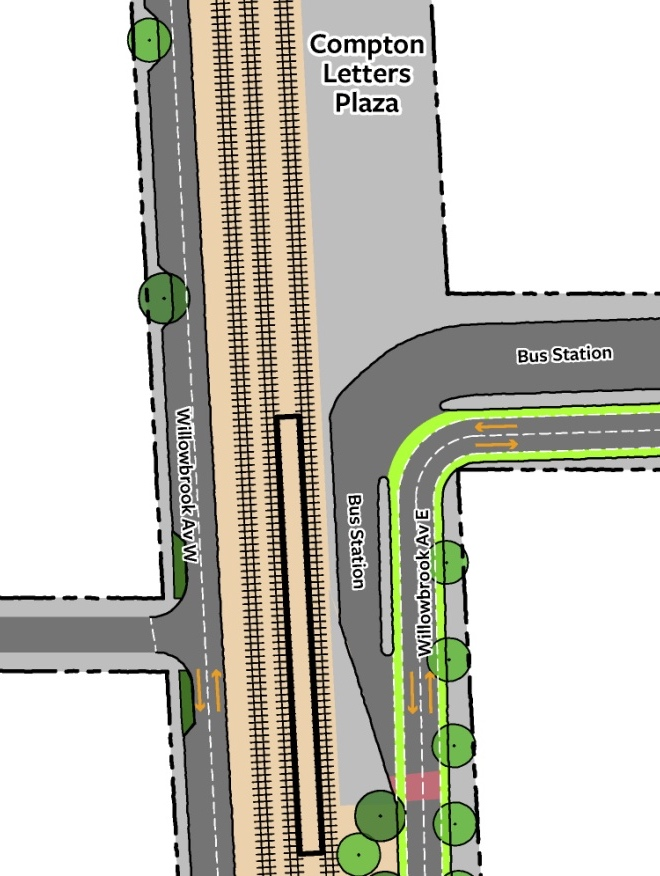 Compton
Letters
Plaza
Bus Station
Willowbrook Av W
Bus Station
Willowbrook Av E